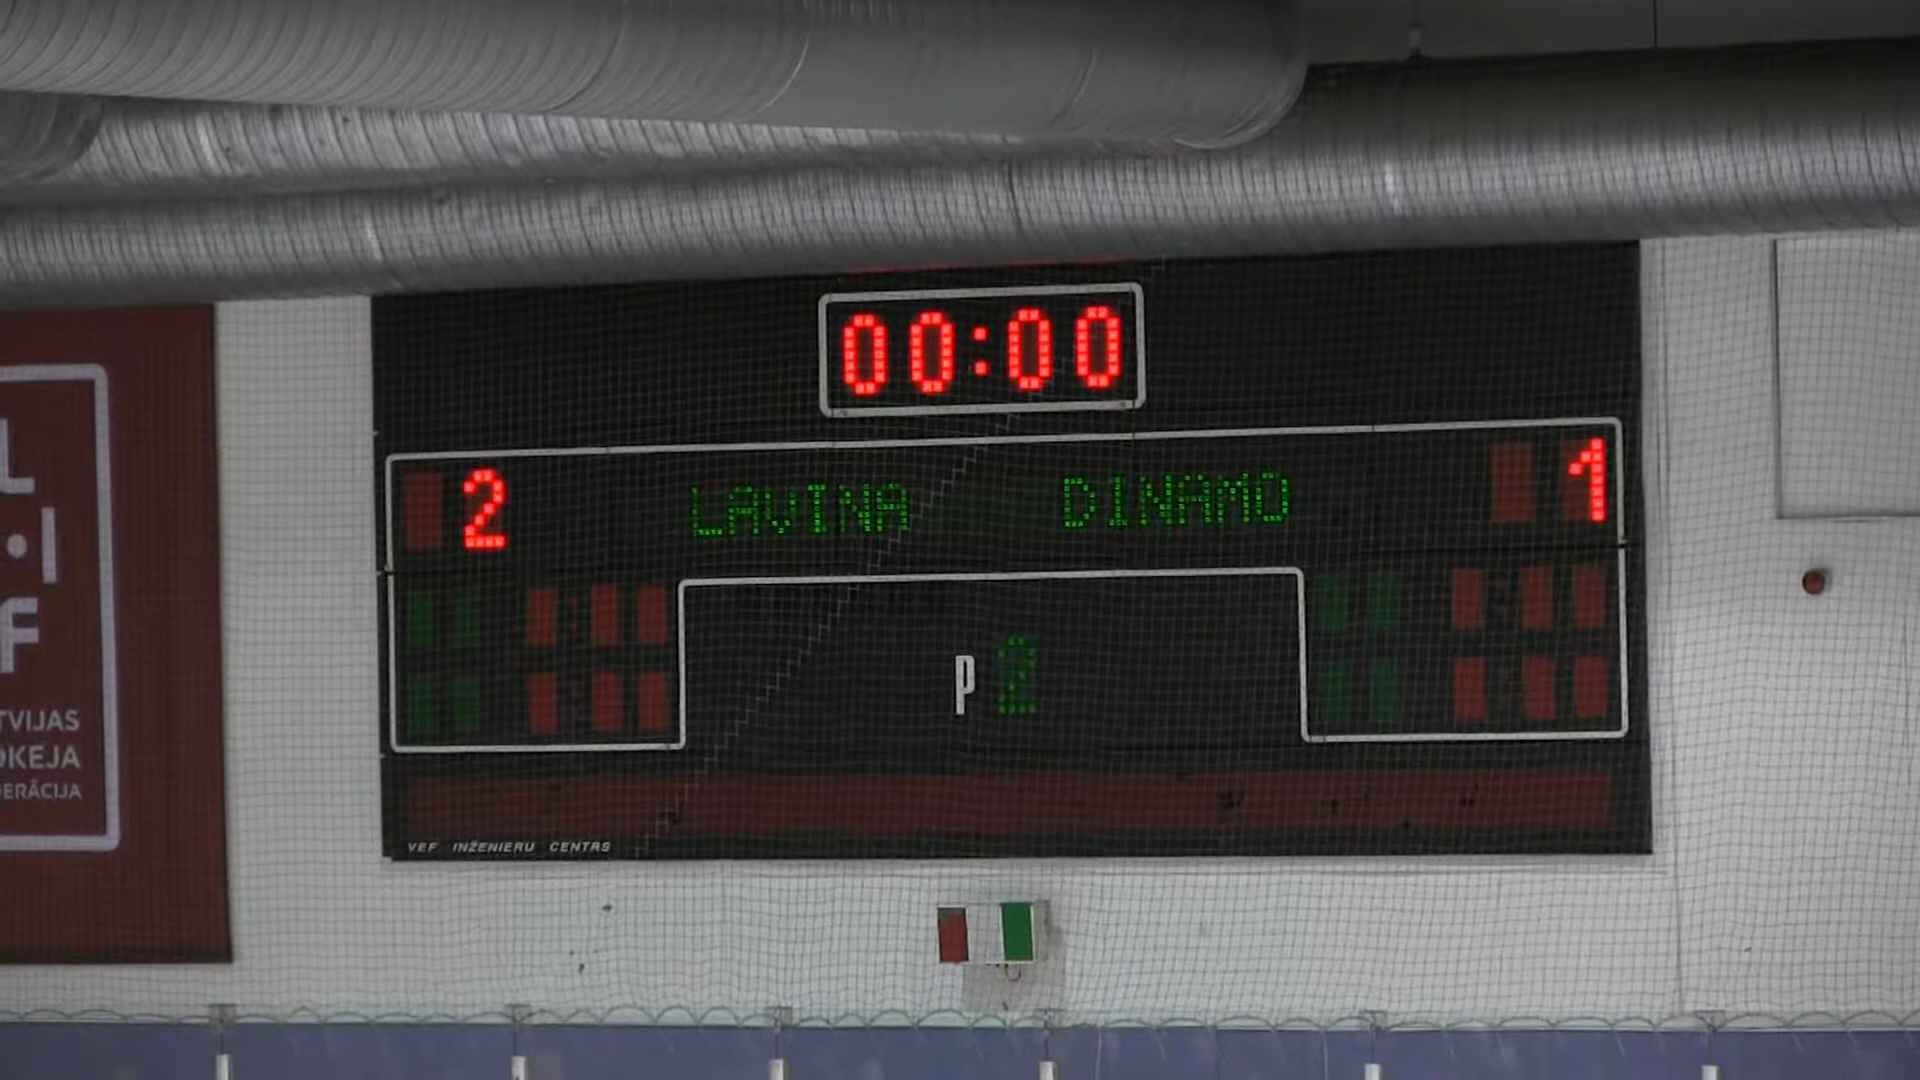 00:00
2 LAVINA DINAMO 1
P 2
VEF INŽENIERU CENTRS
L
F
TVIJAS
OKEJA
ERĀCIJA